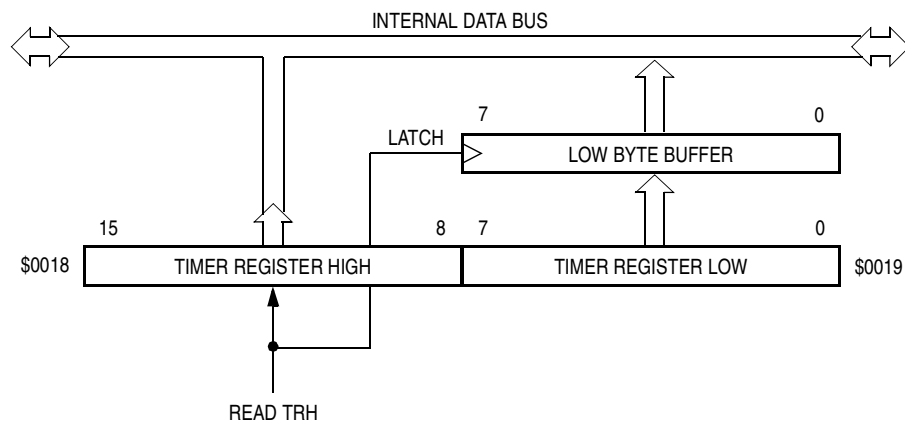 INTERNAL DATA BUS
7 0
LATCH
LOW BYTE BUFFER
15 8 7 0
$0018 TIMER REGISTER HIGH TIMER REGISTER LOW $0019
READ TRH